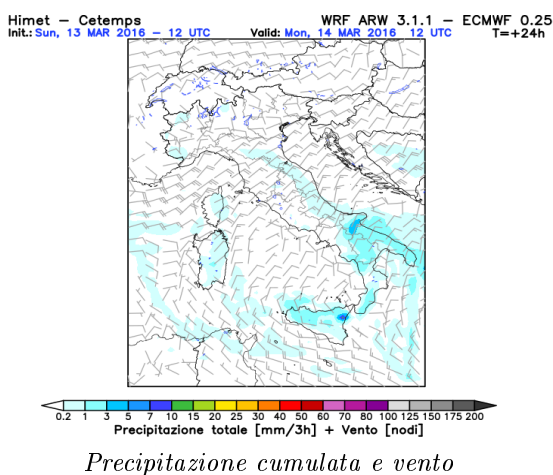 Himet – Cetemps WRF ARW 3.1.1 – ECMWF 0.25
Init.: Sun, 13 MAR 2016 – 12 UTC Valid: Mon, 14 MAR 2016 12 UTC T=+24h
0.2 1 2 3 5 7 10 15 20 25 30 40 50 60 70 80 100 125 150 175 200
Precipitazione totale [mm/3h] + Vento [nodi]
Precipitazione cumulata e vento